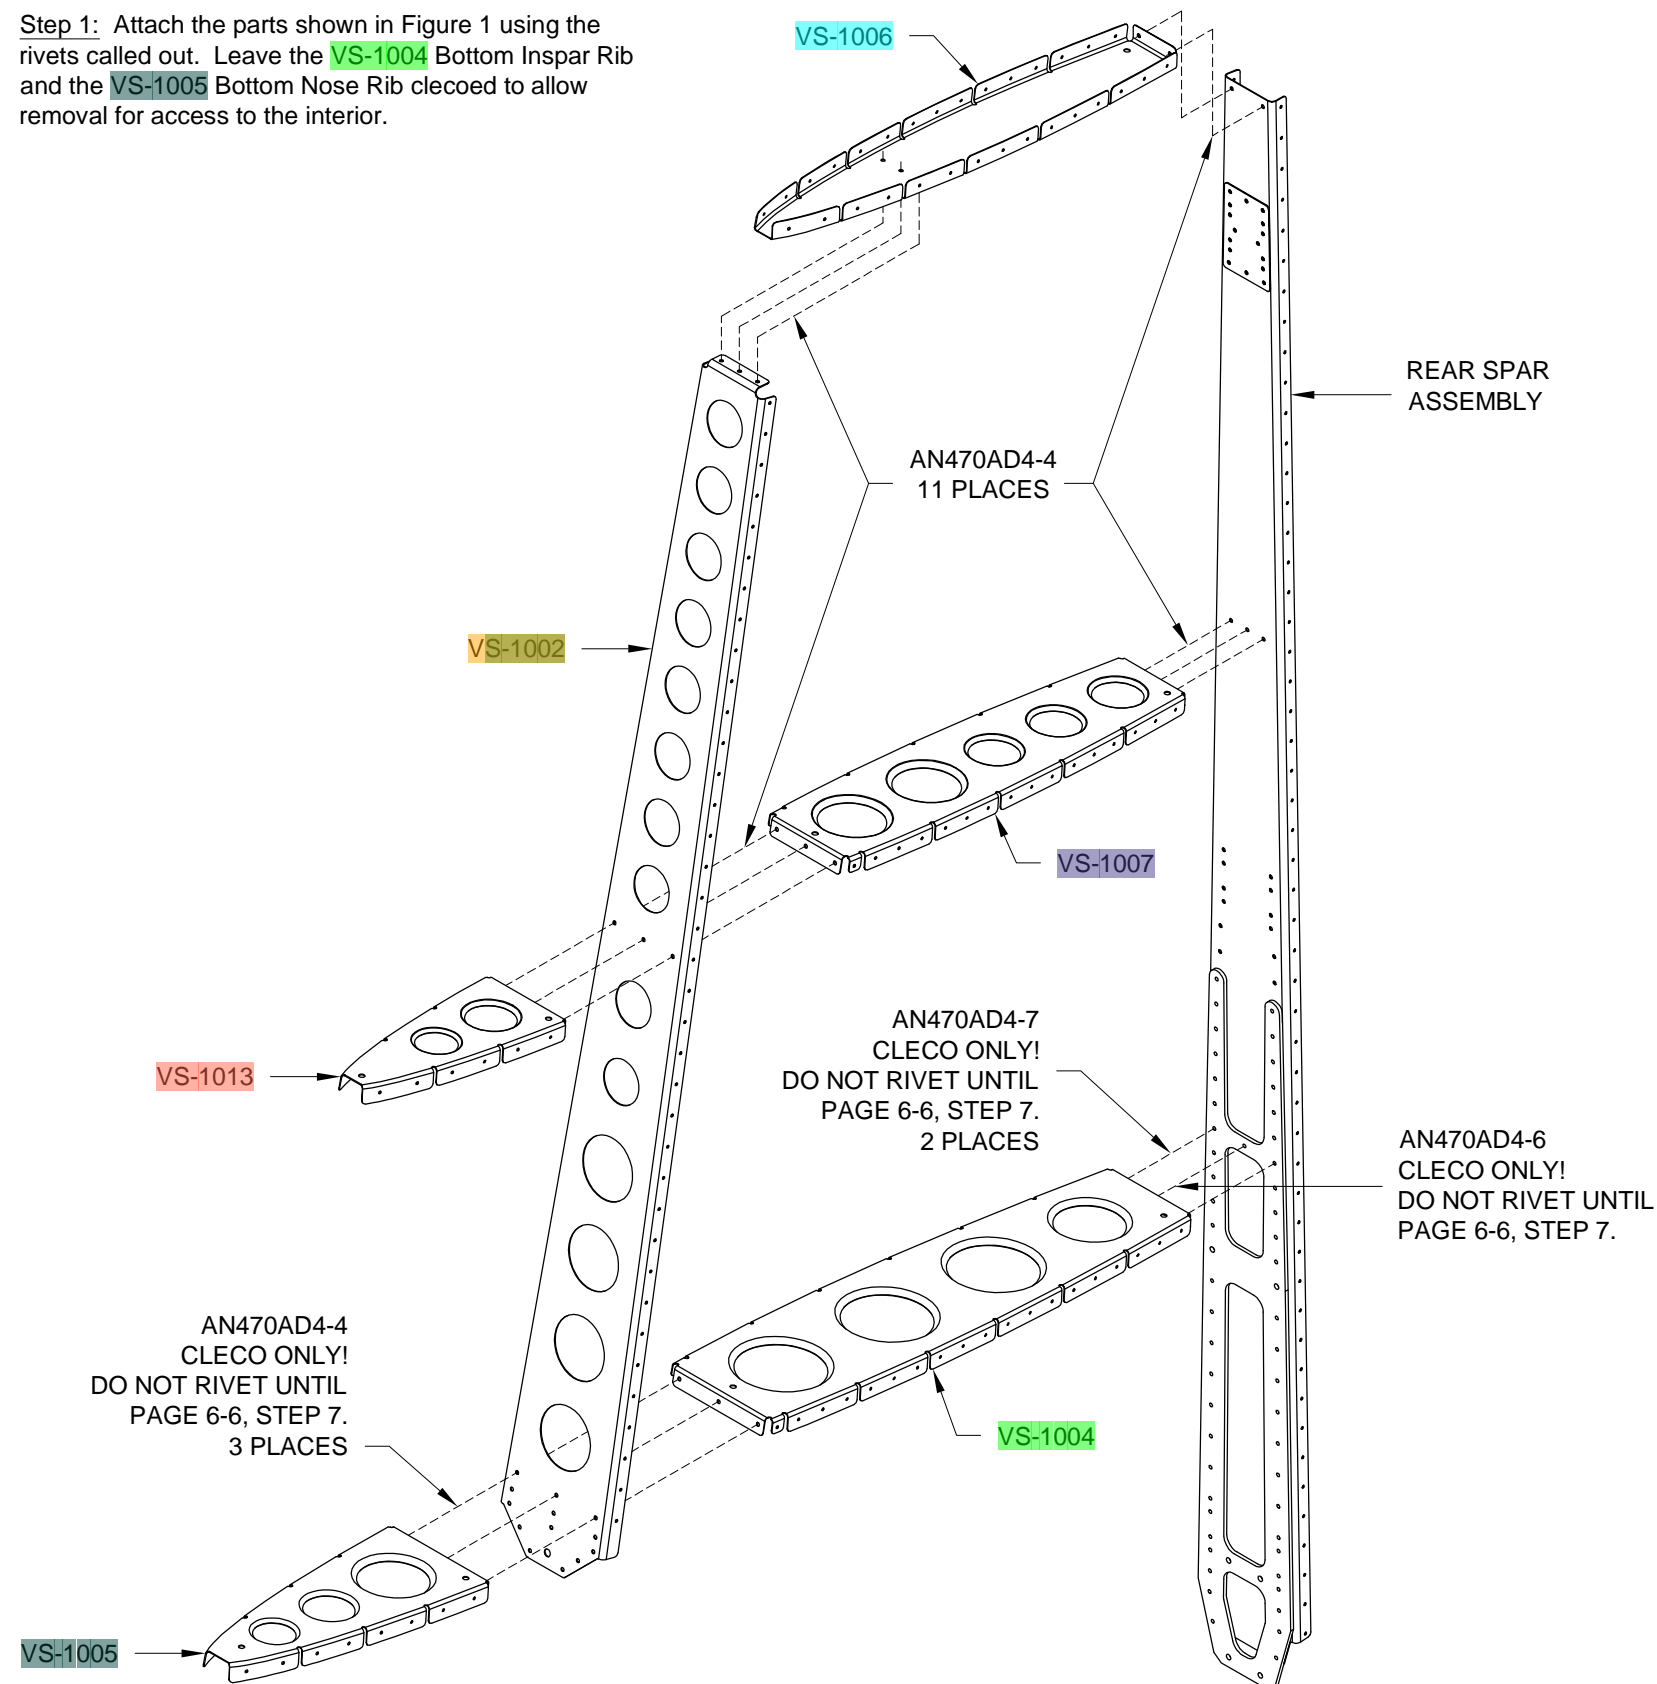 Step 1: Attach the parts shown in Figure 1 using the
rivets called out. Leave the VS-1004 Bottom Inspar Rib
and the VS-1005 Bottom Nose Rib clecoed to allow
removal for access to the interior.
VS-1006
REAR SPAR
ASSEMBLY
AN470AD4-4
11 PLACES
VS-1002
VS-1007
VS-1013
AN470AD4-7
CLECO ONLY!
DO NOT RIVET UNTIL
PAGE 6-6, STEP 7.
2 PLACES
AN470AD4-6
CLECO ONLY!
DO NOT RIVET UNTIL
PAGE 6-6, STEP 7.
AN470AD4-4
CLECO ONLY!
DO NOT RIVET UNTIL
PAGE 6-6, STEP 7.
3 PLACES
VS-1004
VS-1005